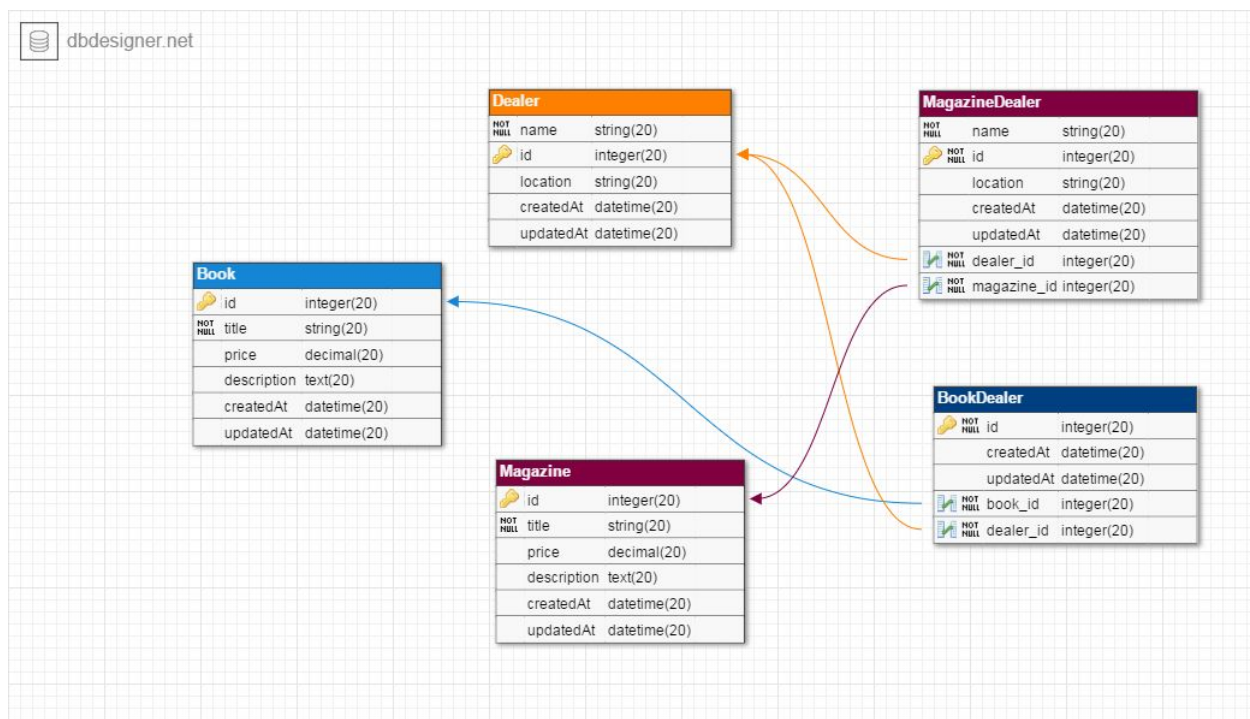 dbdesigner.net
Dealer
NOT NULL name string(20)
id integer(20)
location string(20)
createdAt datetime(20)
updatedAt datetime(20)
MagazineDealer
NOT NULL name string(20)
NOT NULL id integer(20)
location string(20)
createdAt datetime(20)
updatedAt datetime(20)
NOT NULL dealer_id integer(20)
NOT NULL magazine_id integer(20)
Book
id integer(20)
NOT NULL title string(20)
price decimal(20)
description text(20)
createdAt datetime(20)
updatedAt datetime(20)
BookDealer
NOT NULL id integer(20)
createdAt datetime(20)
updatedAt datetime(20)
NOT NULL book_id integer(20)
NOT NULL dealer_id integer(20)
Magazine
id integer(20)
NOT NULL title string(20)
price decimal(20)
description text(20)
createdAt datetime(20)
updatedAt datetime(20)